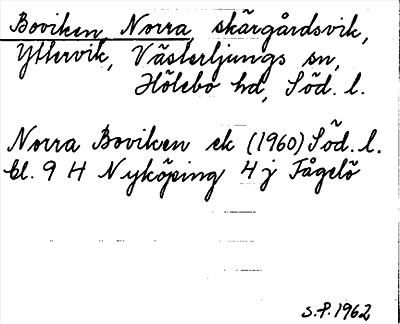 Boviken, Norra skärgårdsvik,
Yttervik, Västerljungs sn,
Hölebo hd, Söd. l.
Norra Boviken ek (1960) Söd. l.
bl. 9 H Nyköping 4 j Fågelö
S.P. 1962